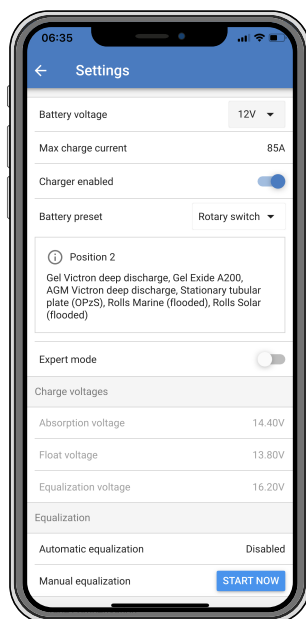 06:35
Settings
Battery voltage 12V
Max charge current 85A
Charger enabled
Battery preset Rotary switch
Position 2
Gel Victron deep discharge, Gel Exide A200,
AGM Victron deep discharge, Stationary tubular
plate (OPzS), Rolls Marine (flooded), Rolls Solar
(flooded)
Expert mode
Charge voltages
Absorption voltage 14.40V
Float voltage 13.80V
Equalization voltage 16.20V
Equalization
Automatic equalization Disabled
Manual equalization START NOW